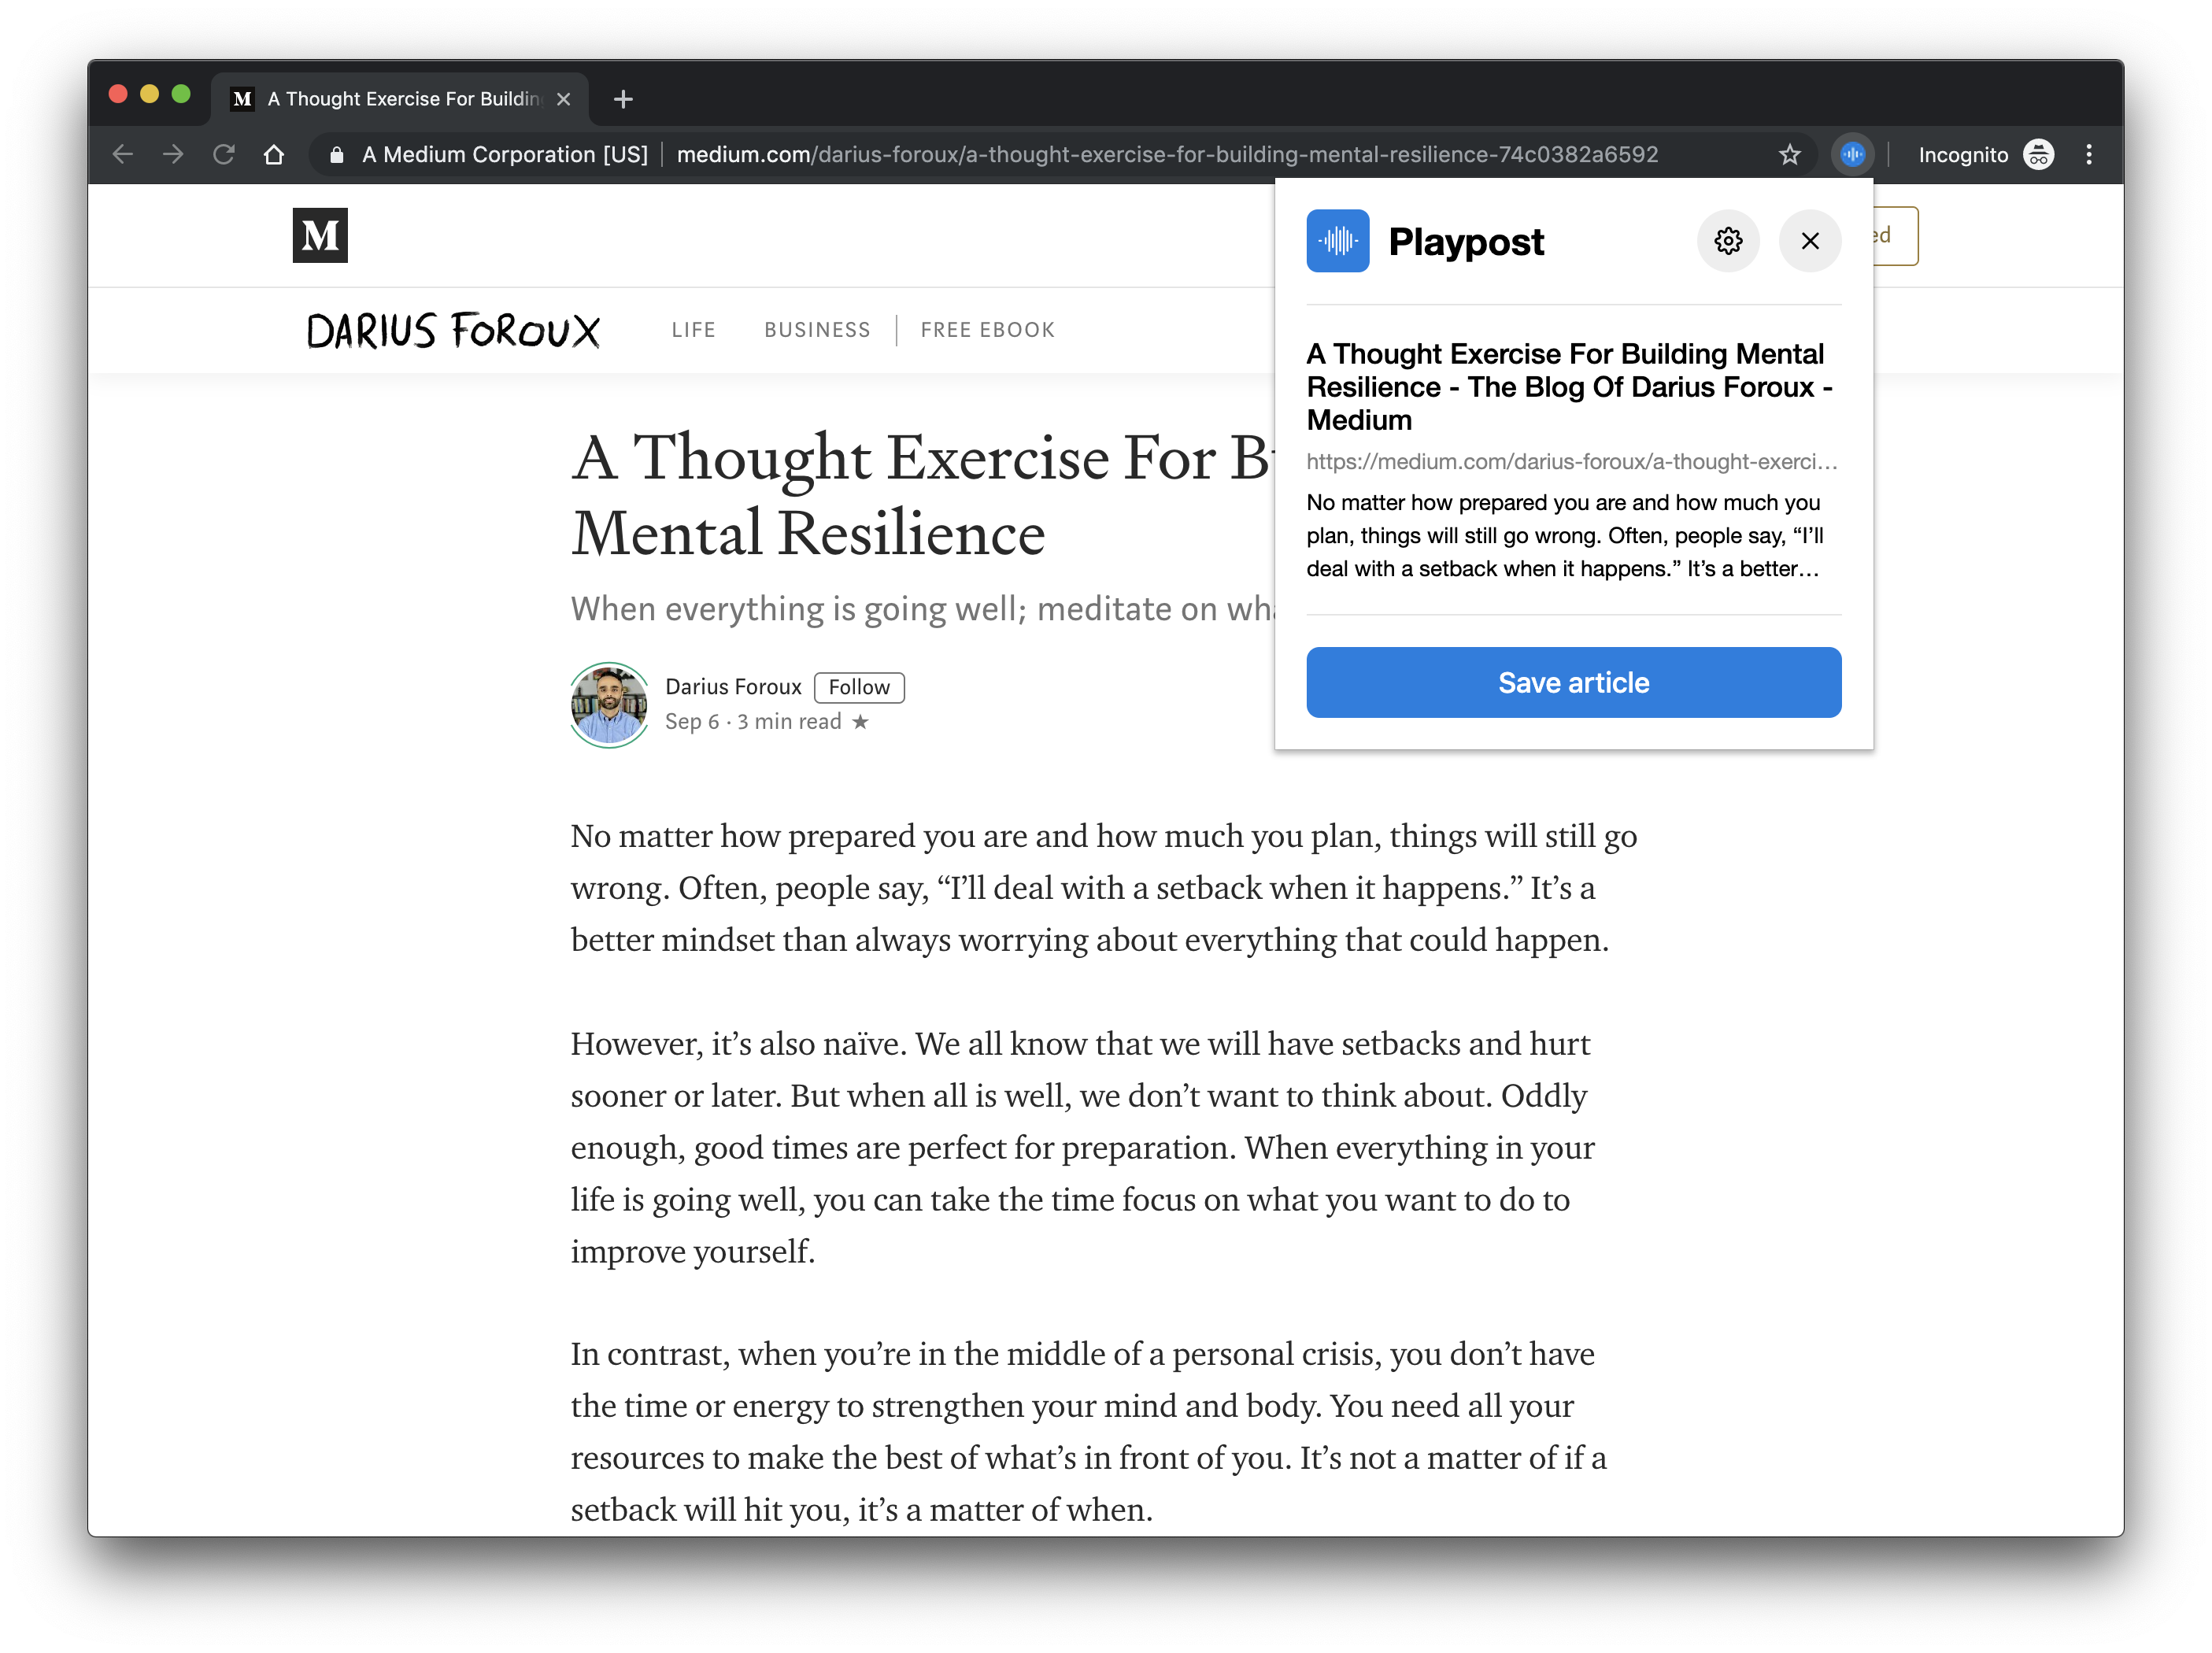 M A Thought Exercise For Buildin
A Medium Corporation [US] medium.com/darius-foroux/a-thought-exercise-for-building-mental-resilience-74c0382a6592 Incognito
M
DARIUS FOROUX LIFE BUSINESS FREE EBOOK
A Thought Exercise For B
Mental Resilience
When everything is going well; meditate on wha
Darius Foroux Follow
Sep 6 · 3 min read ★
No matter how prepared you are and how much you plan, things will still go
wrong. Often, people say, “I’ll deal with a setback when it happens.” It’s a
better mindset than always worrying about everything that could happen.
However, it’s also naïve. We all know that we will have setbacks and hurt
sooner or later. But when all is well, we don’t want to think about. Oddly
enough, good times are perfect for preparation. When everything in your
life is going well, you can take the time focus on what you want to do to
improve yourself.
In contrast, when you’re in the middle of a personal crisis, you don’t have
the time or energy to strengthen your mind and body. You need all your
resources to make the best of what’s in front of you. It’s not a matter of if a
setback will hit you, it’s a matter of when.
Playpost
A Thought Exercise For Building Mental
Resilience - The Blog Of Darius Foroux -
Medium
https://medium.com/darius-foroux/a-thought-exerci…
No matter how prepared you are and how much you
plan, things will still go wrong. Often, people say, “I’ll
deal with a setback when it happens.” It’s a better…
Save article
ed